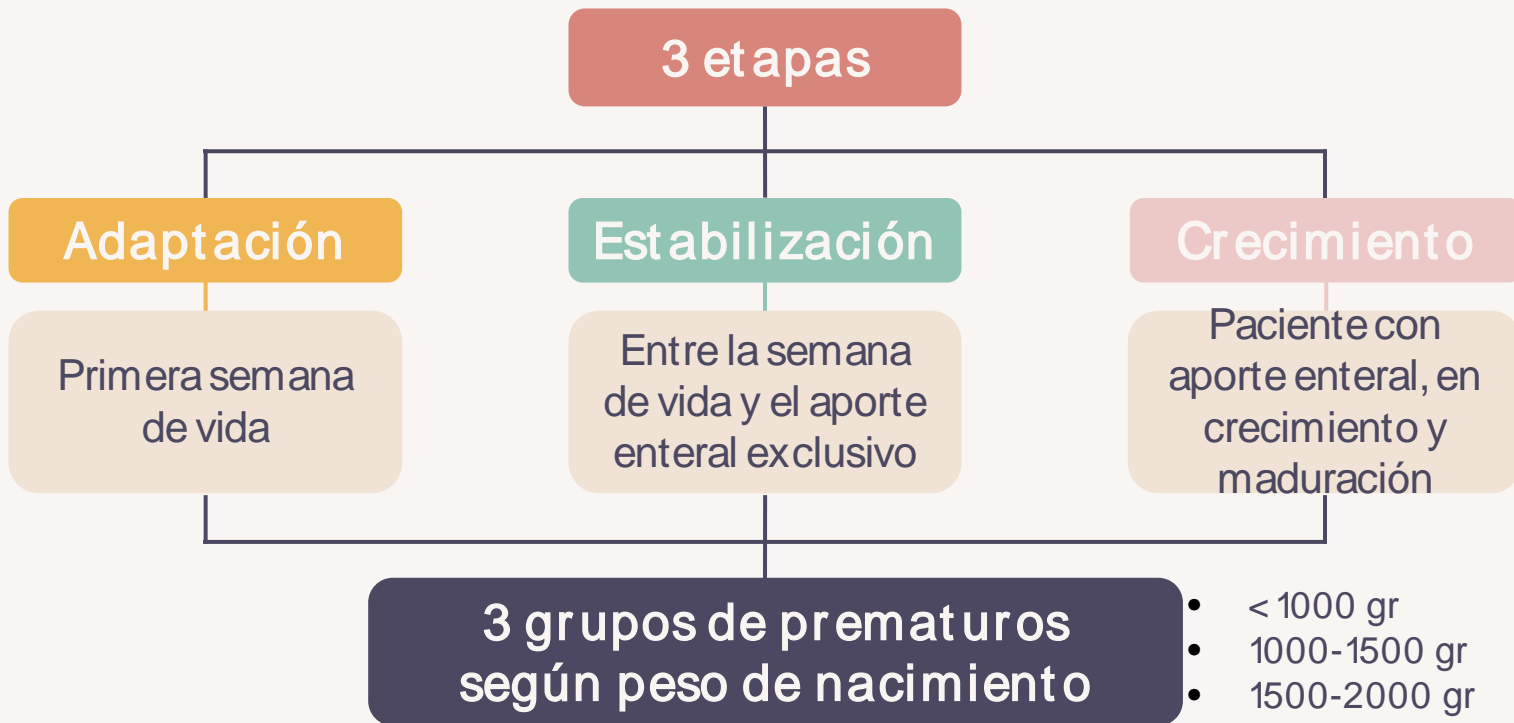 3 etapas
Adaptación
Estabilización
Crecimiento
Primera semana
de vida
Entre la semana
de vida y el aporte
enteral exclusivo
Paciente con
aporte enteral, en
crecimiento y
maduración
3 grupos de prematuros
según peso de nacimiento
• < 1000 gr
• 1000-1500 gr
• 1500-2000 gr